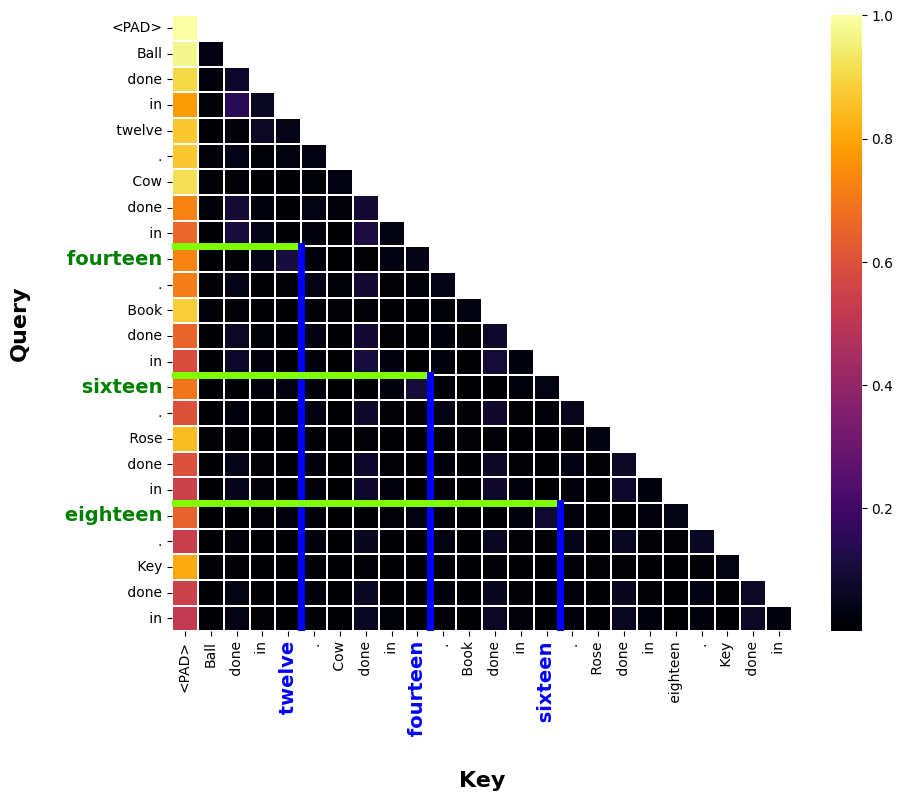 <PAD>
Ball
done
in
twelve
.
Cow
done
in
fourteen
.
Book
done
in
sixteen
.
Rose
done
in
eighteen
.
Key
done
in
Query
<PAD>
Ball
done
in
twelve
.
Cow
done
in
fourteen
.
Book
done
in
sixteen
.
Rose
done
in
eighteen
.
Key
done
in
Key
1.0
0.8
0.6
0.4
0.2